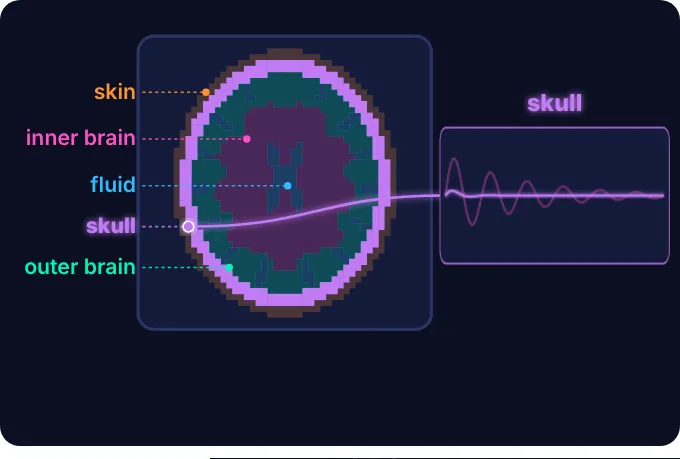 skin
inner brain
fluid
skull
outer brain
skull